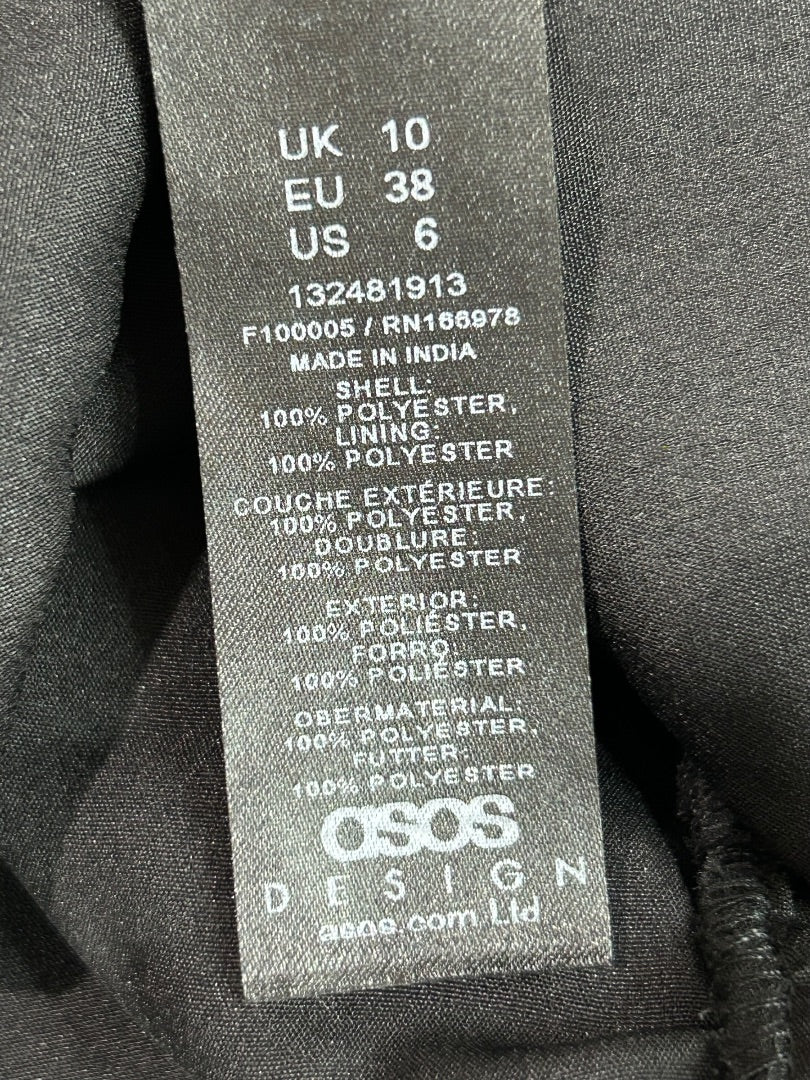 UK 10
EU 38
US 6
132481913
F100005 / RN166978
MADE IN INDIA
SHELL:
100% POLYESTER,
LINING:
100% POLYESTER
COUCHE EXTÉRIEURE:
100% POLYESTER,
DOUBLURE:
100% POLYESTER
EXTERIOR:
100% POLIÉSTER,
FORRO:
100% POLIÉSTER
OBERMATERIAL:
100% POLYESTER,
FUTTER:
100% POLYESTER
asos
DESIGN
asos.com Ltd